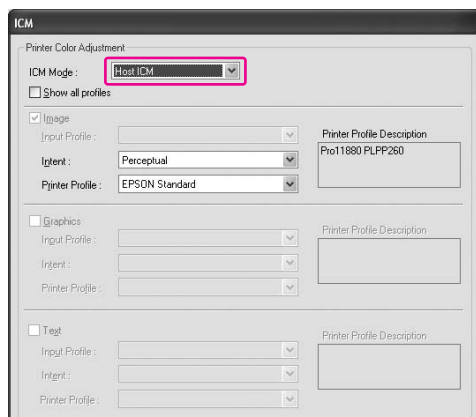 ICM
Printer Color Adjustment
ICM Mode : Host ICM
Show all profiles
Image
Input Profile :
Printer Profile Description
Intent : Perceptual
Pro11880 PLPP260
Printer Profile : EPSON Standard
Graphics
Input Profile :
Printer Profile Description
Intent :
Printer Profile :
Text
Input Profile :
Printer Profile Description
Intent :
Printer Profile :